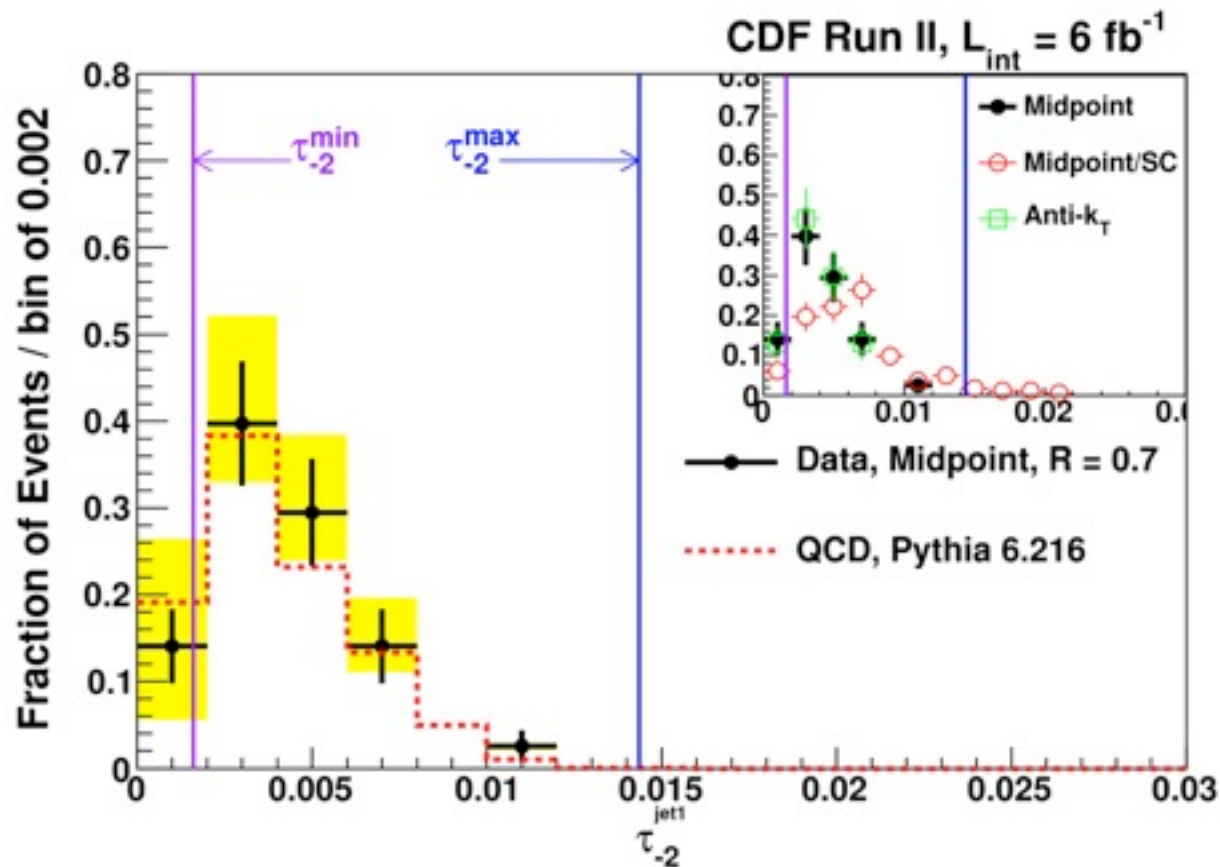 CDF Run II, L_int = 6 fb^-1
Fraction of Events / bin of 0.002
0.8
0.7
0.6
0.5
0.4
0.3
0.2
0.1
0
τ_-2^min
τ_-2^max
0.8
0.7
0.6
0.5
0.4
0.3
0.2
0.1
0
Midpoint
Midpoint/SC
Anti-k_T
0 0.01 0.02
Data, Midpoint, R = 0.7
QCD, Pythia 6.216
0 0.005 0.01 0.015 0.02 0.025 0.03
τ_-2^jet1